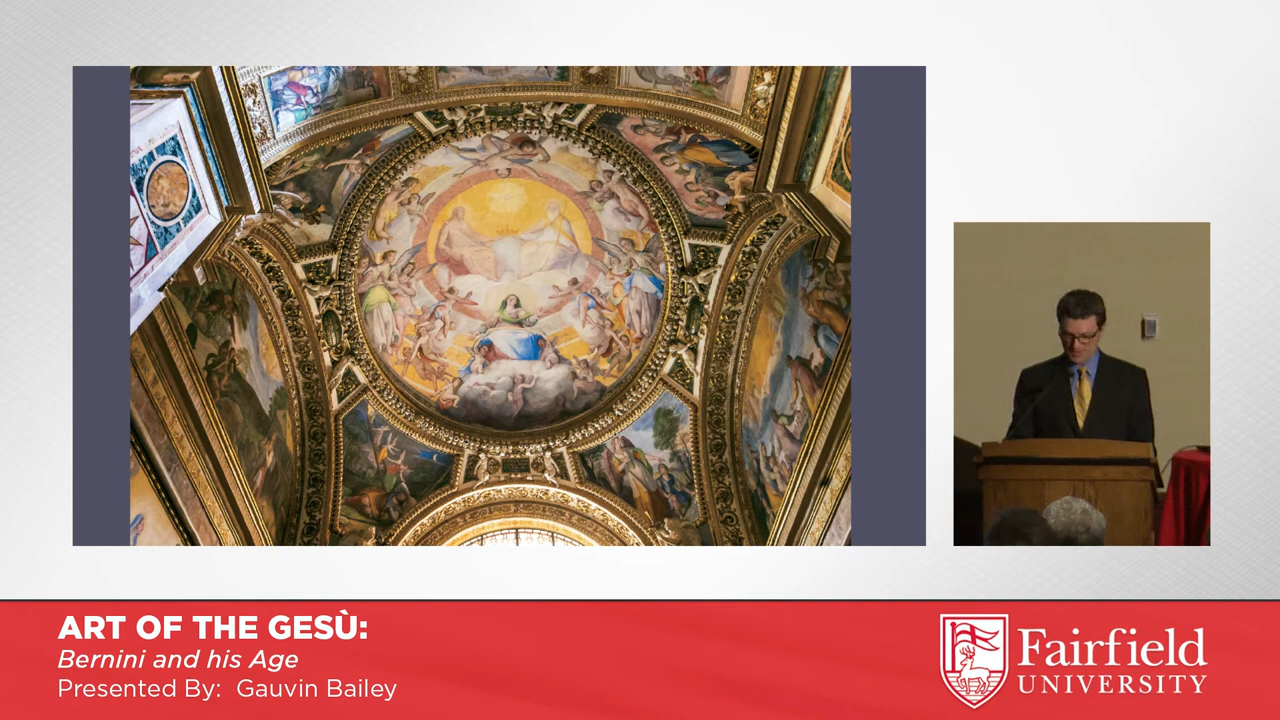 ART OF THE GESÙ:
Bernini and his Age
Presented By: Gauvin Bailey
Fairfield
UNIVERSITY